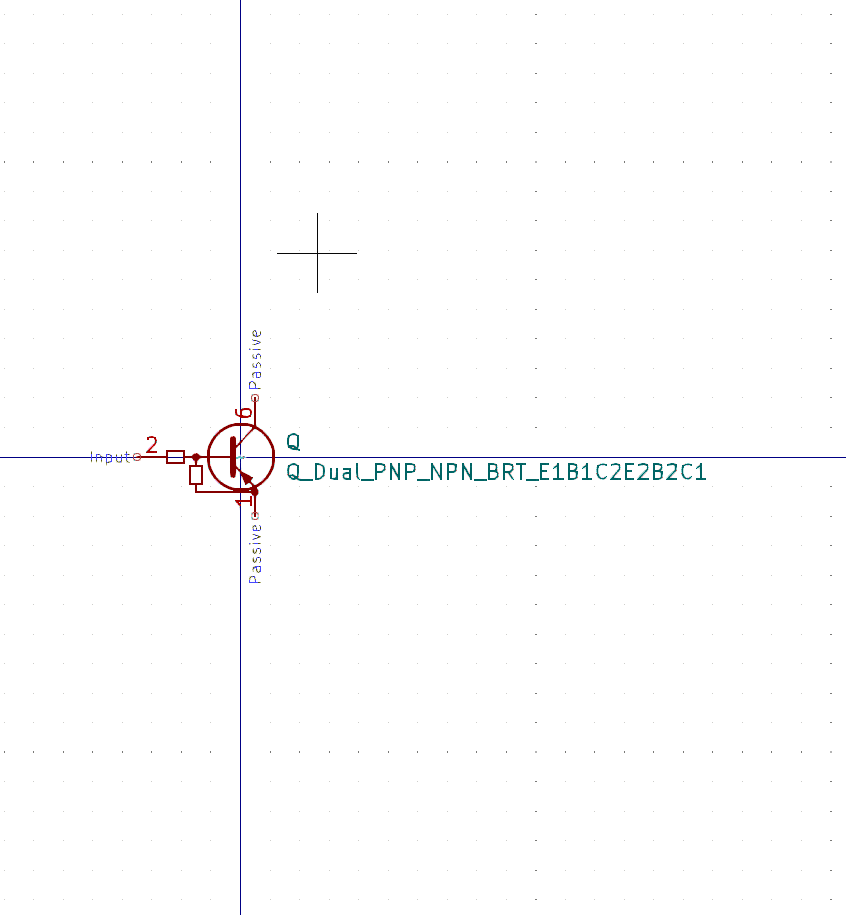 Passive
6
Q
2
Input
Q_Dual_PNP_NPN_BRT_E1B1C2E2B2C1
1
Passive